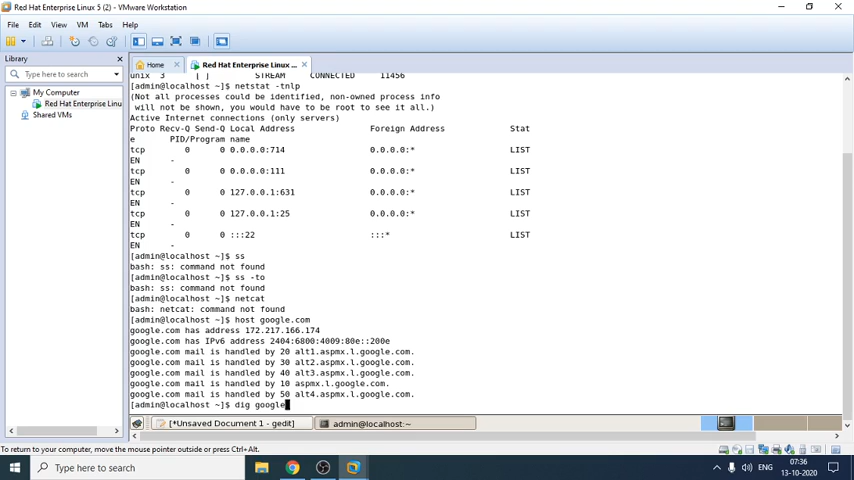 Red Hat Enterprise Linux 5 (2) - VMware Workstation
File Edit View VM Tabs Help
Library
Type here to search
My Computer
Red Hat Enterprise Linu
Shared VMs
Home
Red Hat Enterprise Linux ...
unix 3 [ ] STREAM CONNECTED 11456
[admin@localhost ~]$ netstat -tnlp
(Not all processes could be identified, non-owned process info
will not be shown, you would have to be root to see it all.)
Active Internet connections (only servers)
Proto Recv-Q Send-Q Local Address Foreign Address Stat
e PID/Program name
tcp 0 0 0.0.0.0:714 0.0.0.0:* LIST
EN -
tcp 0 0 0.0.0.0:111 0.0.0.0:* LIST
EN -
tcp 0 0 127.0.0.1:631 0.0.0.0:* LIST
EN -
tcp 0 0 127.0.0.1:25 0.0.0.0:* LIST
EN -
tcp 0 0 :::22 :::* LIST
EN -
[admin@localhost ~]$ ss
bash: ss: command not found
[admin@localhost ~]$ ss -to
bash: ss: command not found
[admin@localhost ~]$ netcat
bash: netcat: command not found
[admin@localhost ~]$ host google.com
google.com has address 172.217.166.174
google.com has IPv6 address 2404:6800:4009:80e::200e
google.com mail is handled by 20 alt1.aspmx.l.google.com.
google.com mail is handled by 30 alt2.aspmx.l.google.com.
google.com mail is handled by 40 alt3.aspmx.l.google.com.
google.com mail is handled by 10 aspmx.l.google.com.
google.com mail is handled by 50 alt4.aspmx.l.google.com.
[admin@localhost ~]$ dig google
[*Unsaved Document 1 - gedit]
admin@localhost:~
To return to your computer, move the mouse pointer outside or press Ctrl+Alt.
Type here to search
ENG
07:36
13-10-2020